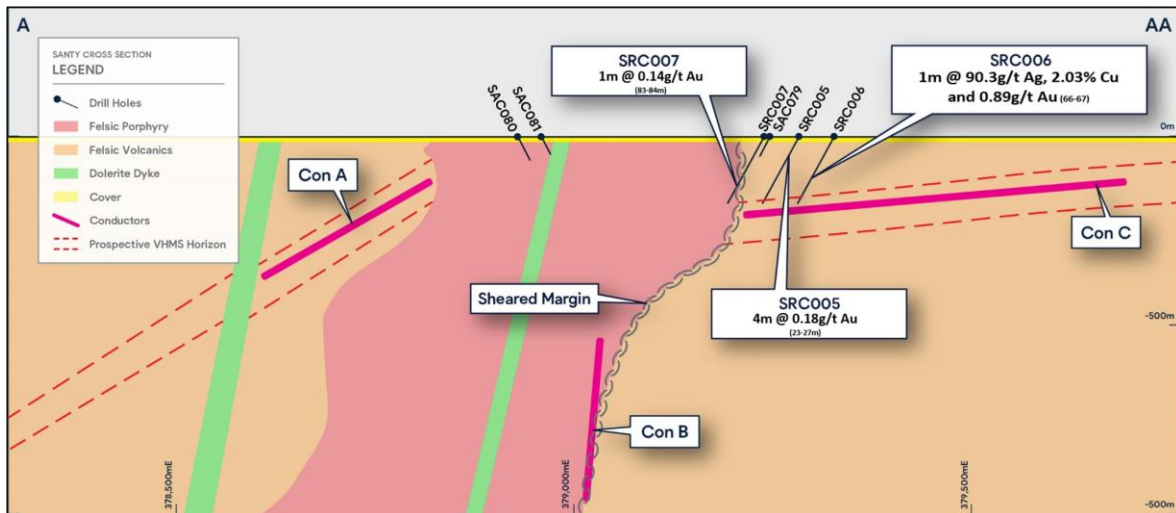 A
AA
SANTY CROSS SECTION
LEGEND
Drill Holes
Felsic Porphyry
Felsic Volcanics
Dolerite Dyke
Cover
Conductors
Prospective VHMS Horizon
SRC007
1m @ 0.14g/t Au
(83-84m)
SRC006
1m @ 90.3g/t Ag, 2.03% Cu
and 0.89g/t Au (66-67)
SAC080
SAC081
SRC007
SAC079
SRC005
SRC006
0m
Con A
Con C
Sheared Margin
SRC005
4m @ 0.18g/t Au
(23-27m)
-500m
Con B
378,500mE
379,000mE
379,500mE
-500m